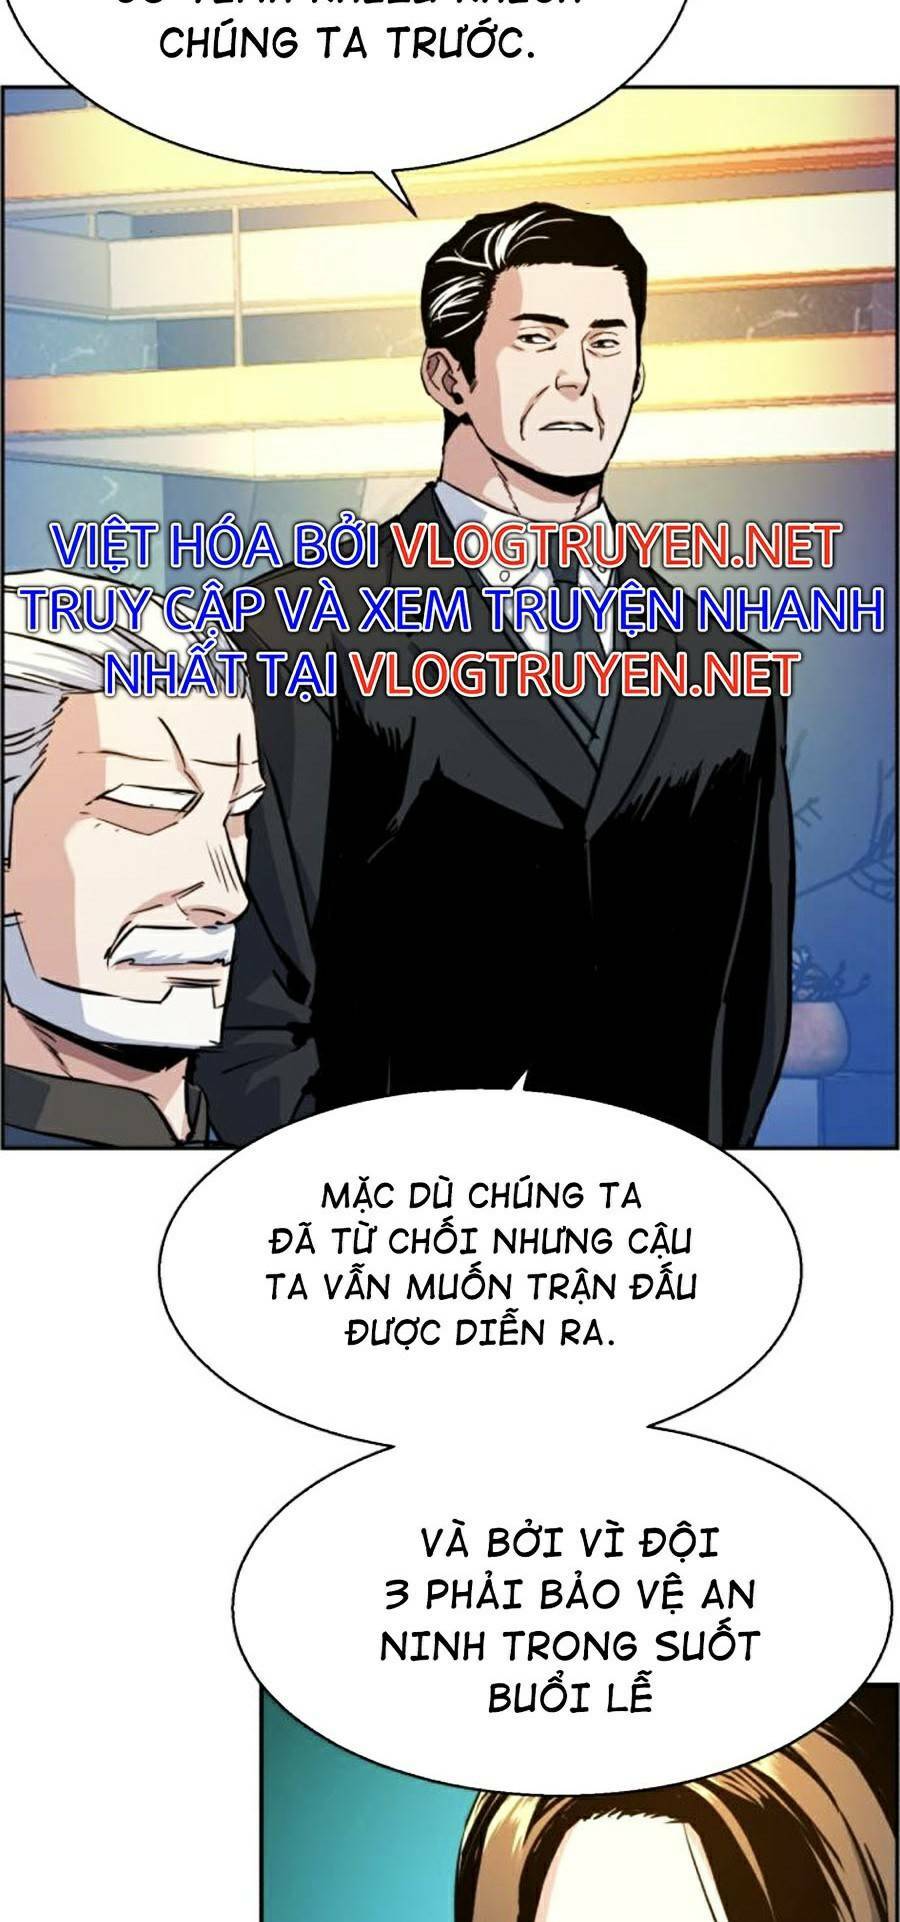 CHÚNG TA TRƯỚC.
VIỆT HÓA BỞI VLOGTRUYEN.NET
TRUY CẬP VÀ XEM TRUYỆN NHANH
NHẤT TẠI VLOGTRUYEN.NET
MẶC DÙ CHÚNG TA
ĐÃ TỪ CHỐI NHƯNG CẬU
TA VẪN MUỐN TRẬN ĐẤU
ĐƯỢC DIỄN RA.
VÀ BỞI VÌ ĐỘI
3 PHẢI BẢO VỆ AN
NINH TRONG SUỐT
BUỔI LỄ